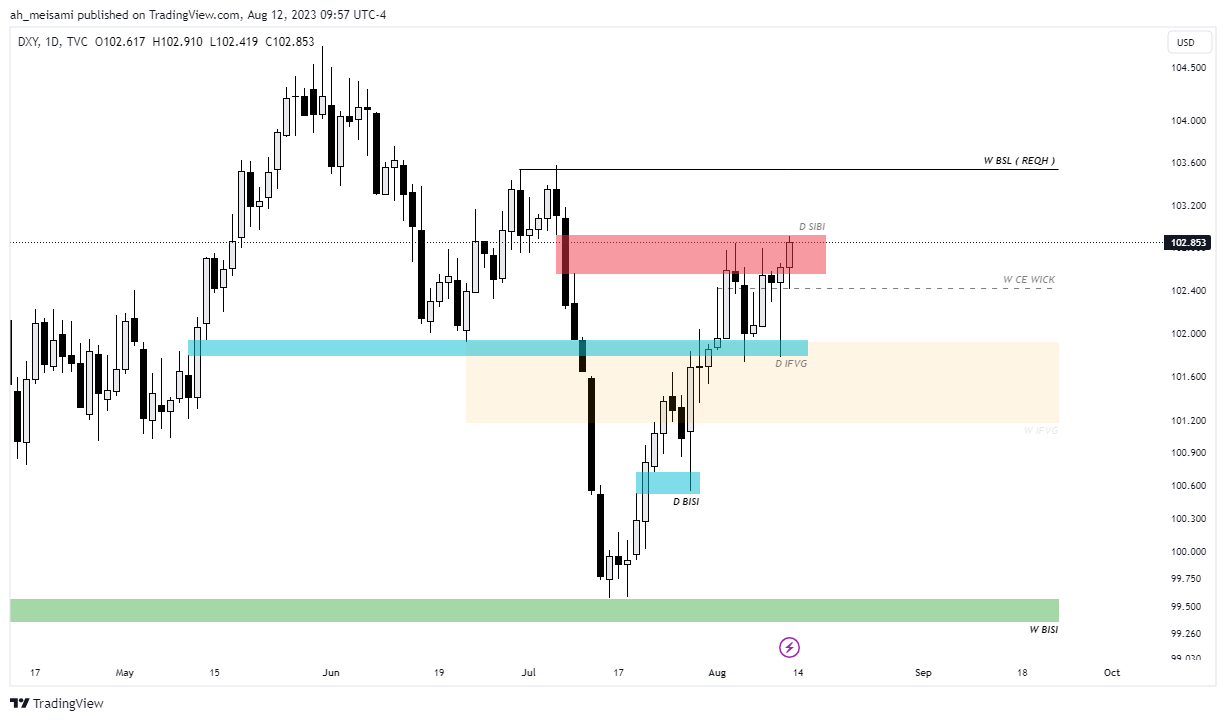 ah_meisami published on TradingView.com, Aug 12, 2023 09:57 UTC-4
DXY, 1D, TVC O102.617 H102.910 L102.419 C102.853
USD
104.500
104.000
W BSL ( REQH )
103.600
103.200
D SIBI
102.853
W CE WICK
102.400
102.000
D IFVG
101.600
101.200
W IFVG
100.900
100.600
D BISI
100.300
100.000
99.750
99.500
W BISI
99.260
99.030
17 May 15 Jun 19 Jul 17 Aug 14 Sep 18 Oct
TradingView